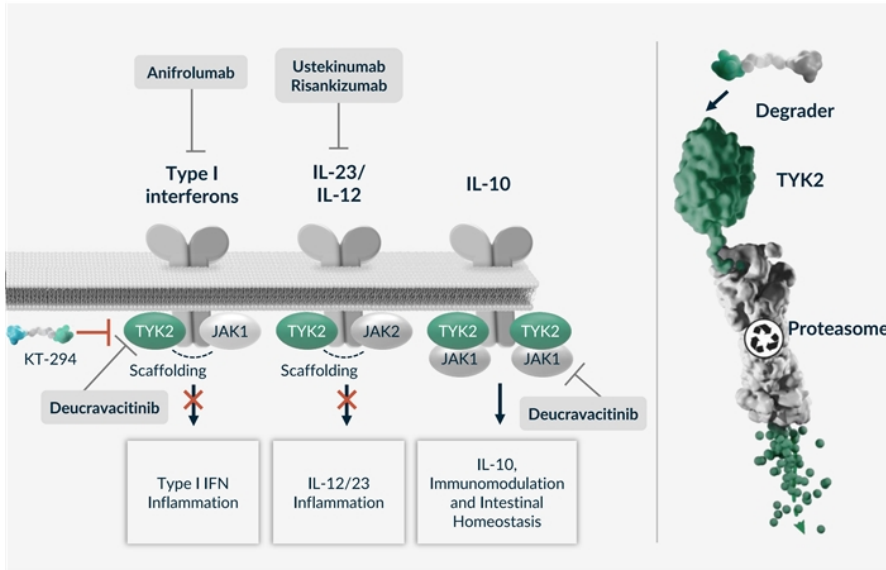 Anifrolumab
Ustekinumab
Risankizumab
Type I
interferons
IL-23/
IL-12
IL-10
TYK2
JAK1
TYK2
JAK2
TYK2
JAK1
TYK2
JAK1
KT-294
Scaffolding
Scaffolding
Deucravacitinib
Deucravacitinib
Type I IFN
Inflammation
IL-12/23
Inflammation
IL-10,
Immunomodulation
and Intestinal
Homeostasis
Degrader
TYK2
Proteasome